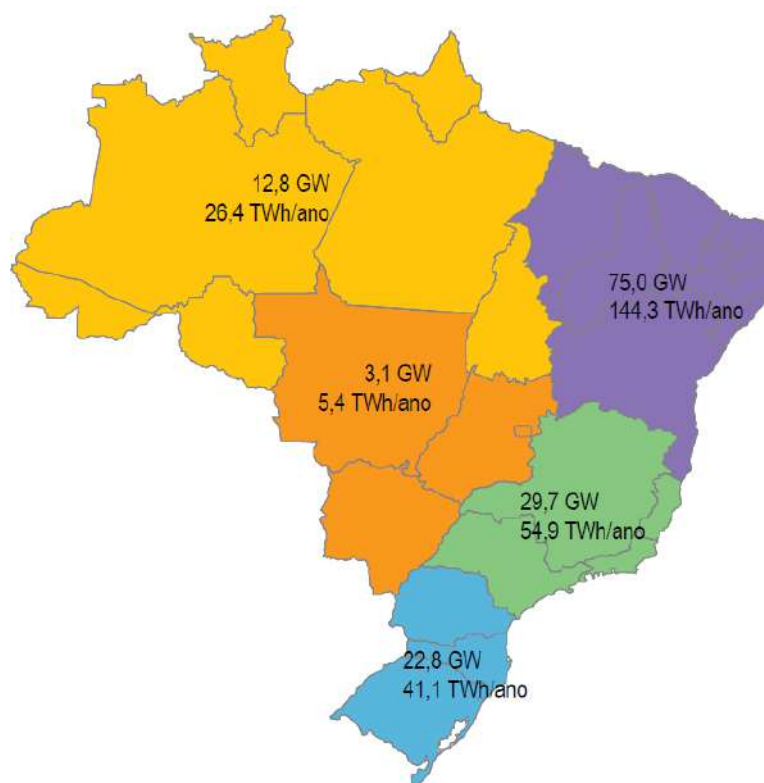 12,8 GW
26,4 TWh/ano
75,0 GW
144,3 TWh/ano
3,1 GW
5,4 TWh/ano
29,7 GW
54,9 TWh/ano
22,8 GW
41,1 TWh/ano